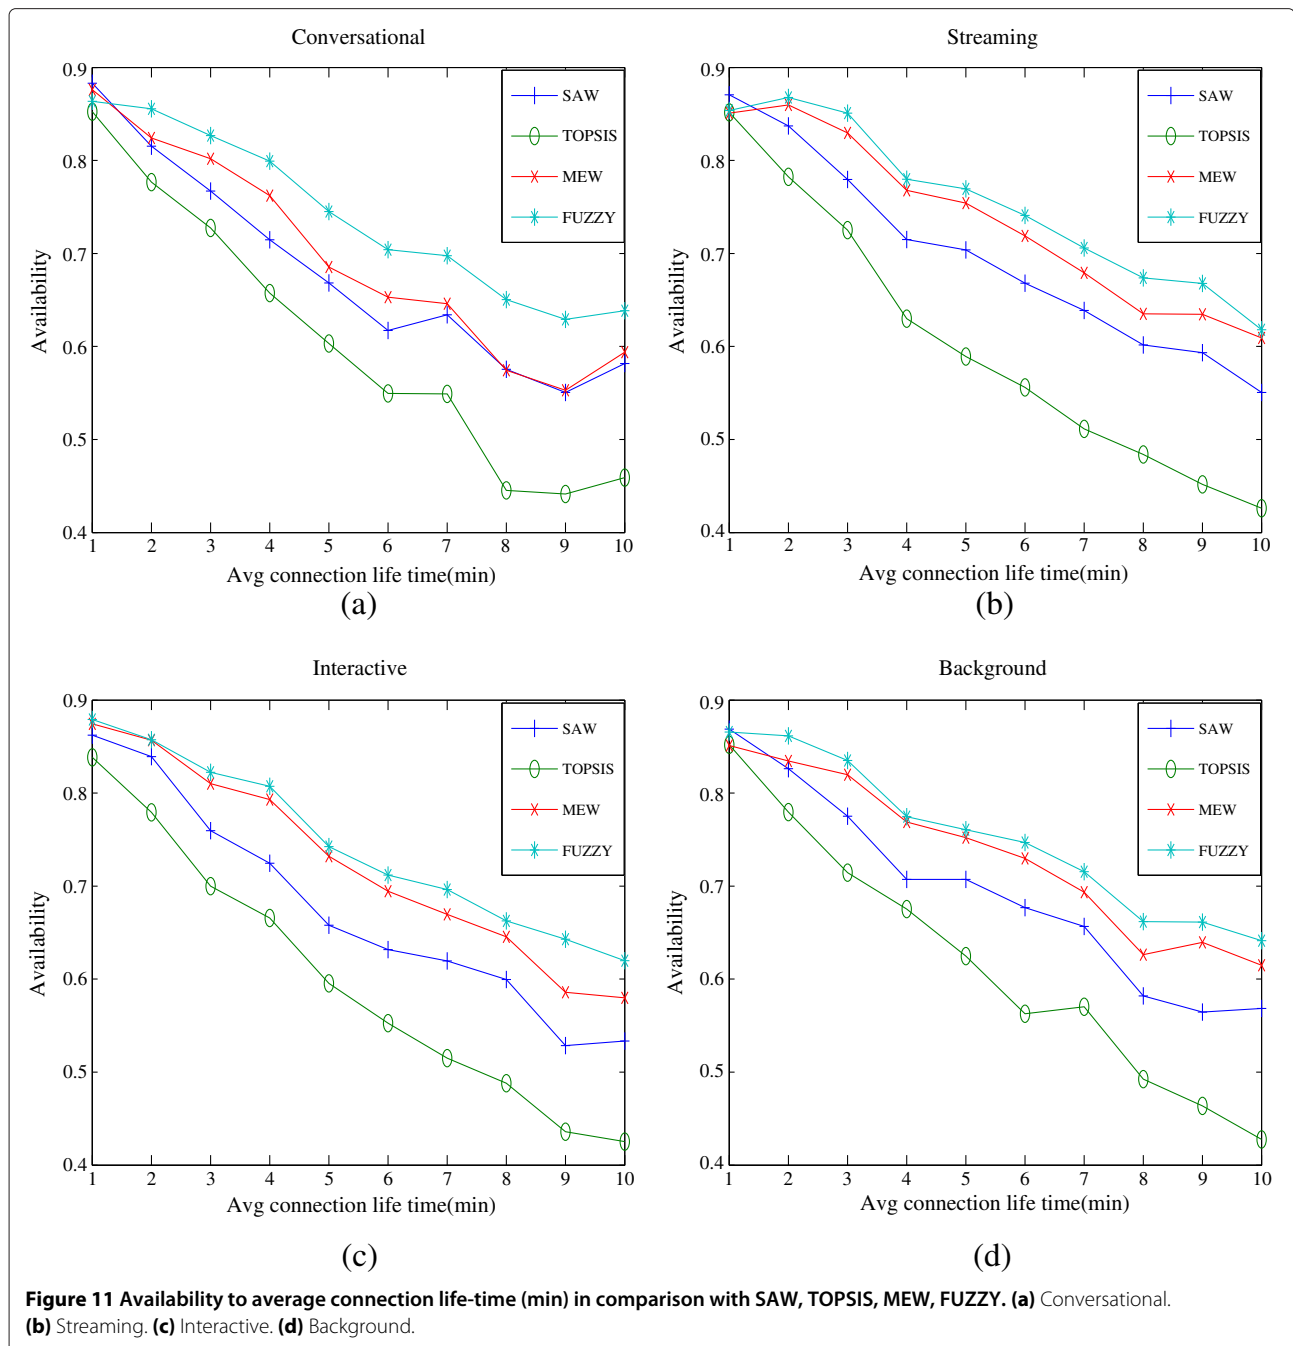 Conversational
0.9
0.8
0.7
0.6
0.5
0.4
Availability
SAW
TOPSIS
MEW
FUZZY
1 2 3 4 5 6 7 8 9 10
Avg connection life time(min)
(a)
Streaming
0.9
0.8
0.7
0.6
0.5
0.4
Availability
SAW
TOPSIS
MEW
FUZZY
1 2 3 4 5 6 7 8 9 10
Avg connection life time(min)
(b)
Interactive
0.9
0.8
0.7
0.6
0.5
0.4
Availability
SAW
TOPSIS
MEW
FUZZY
1 2 3 4 5 6 7 8 9 10
Avg connection life time(min)
(c)
Background
0.9
0.8
0.7
0.6
0.5
0.4
Availability
SAW
TOPSIS
MEW
FUZZY
1 2 3 4 5 6 7 8 9 10
Avg connection life time(min)
(d)
Figure 11 Availability to average connection life-time (min) in comparison with SAW, TOPSIS, MEW, FUZZY. (a) Conversational.
(b) Streaming. (c) Interactive. (d) Background.